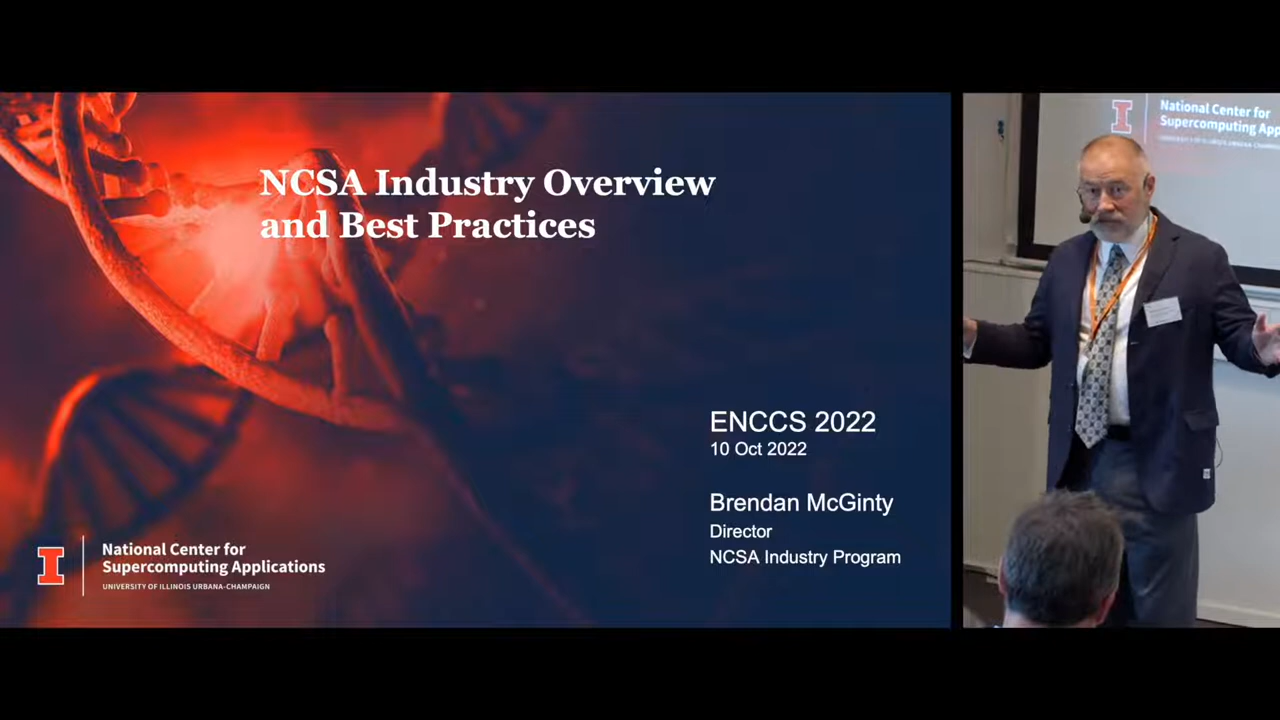 NCSA Industry Overview
and Best Practices
ENCCS 2022
10 Oct 2022
Brendan McGinty
Director
NCSA Industry Program
I
National Center for
Supercomputing Applications
UNIVERSITY OF ILLINOIS URBANA-CHAMPAIGN
I
National Center for
Supercomputing